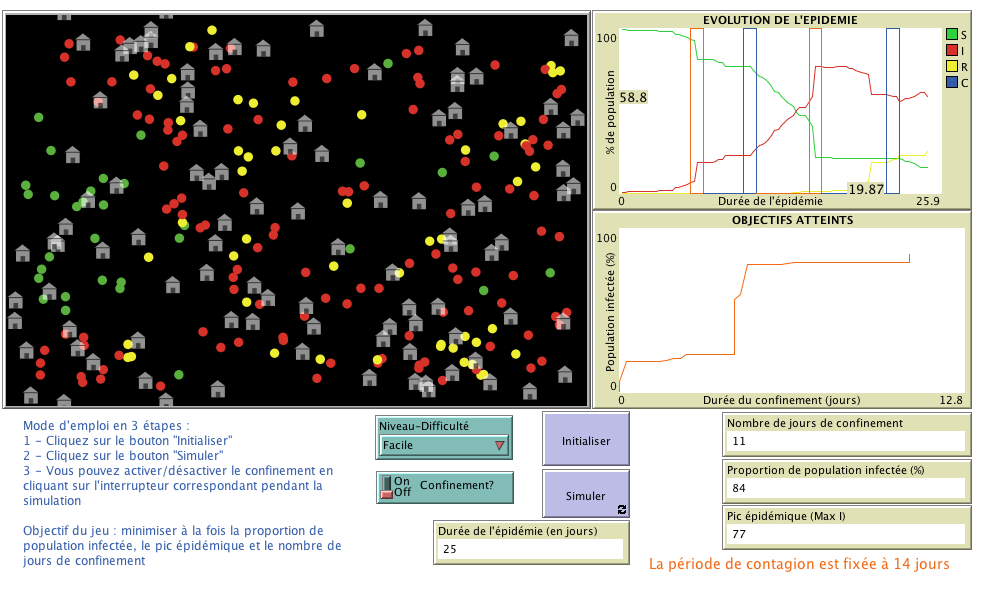 EVOLUTION DE L'EPIDEMIE
100
% de population
58.8
0
19.87
0
Durée de l'épidémie
25.9
S
I
R
C
OBJECTIFS ATTEINTS
100
Population infectée (%)
0
0
Durée du confinement (jours)
12.8
Mode d'emploi en 3 étapes :
1 - Cliquez sur le bouton "Initialiser"
2 - Cliquez sur le bouton "Simuler"
3 - Vous pouvez activer/désactiver le confinement en
cliquant sur l'interrupteur correspondant pendant la
simulation
Objectif du jeu : minimiser à la fois la proportion de
population infectée, le pic épidémique et le nombre de
jours de confinement
Niveau-Difficulté
Facile
On
Off
Confinement?
Initialiser
Simuler
Durée de l'épidémie (en jours)
25
Nombre de jours de confinement
11
Proportion de population infectée (%)
84
Pic épidémique (Max I)
77
La période de contagion est fixée à 14 jours